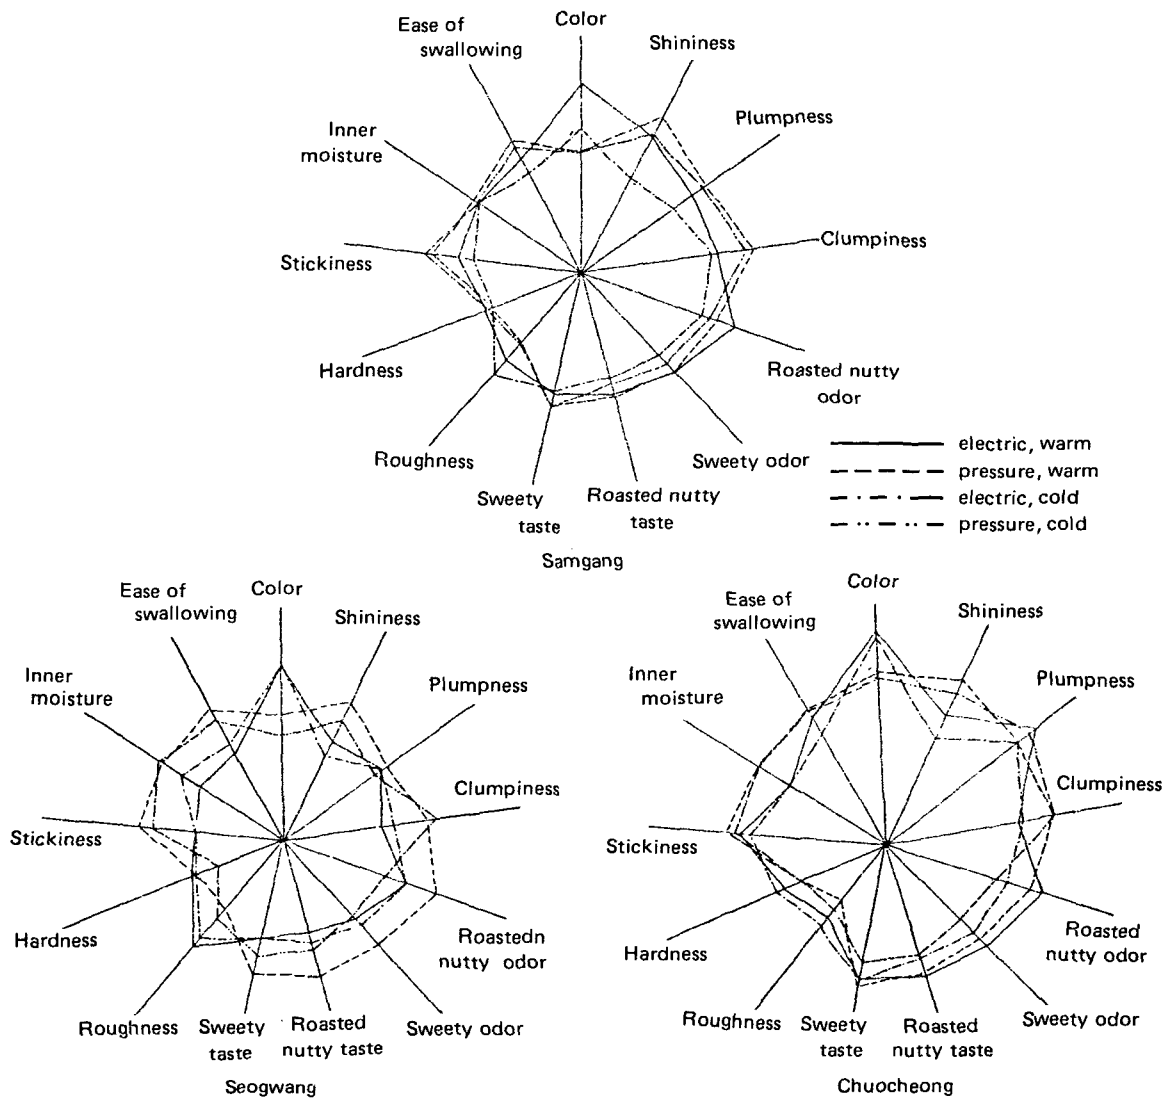 Color
Ease of
swallowing
Shininess
Plumpness
Inner
moisture
Clumpiness
Stickiness
Hardness
Roasted nutty
odor
Roughness
Sweety odor
Sweety
taste
Roasted nutty
taste
electric, warm
pressure, warm
electric, cold
pressure, cold
Samgang
Color
Ease of
swallowing
Shininess
Inner
moisture
Plumpness
Clumpiness
Stickiness
Hardness
Roastedn
nutty odor
Roughness
Sweety
taste
Roasted
nutty taste
Sweety odor
Seogwang
Color
Ease of
swallowing
Shininess
Inner
moisture
Plumpness
Clumpiness
Stickiness
Hardness
Roasted
nutty odor
Roughness
Sweety
taste
Roasted
nutty taste
Sweety odor
Chuocheong